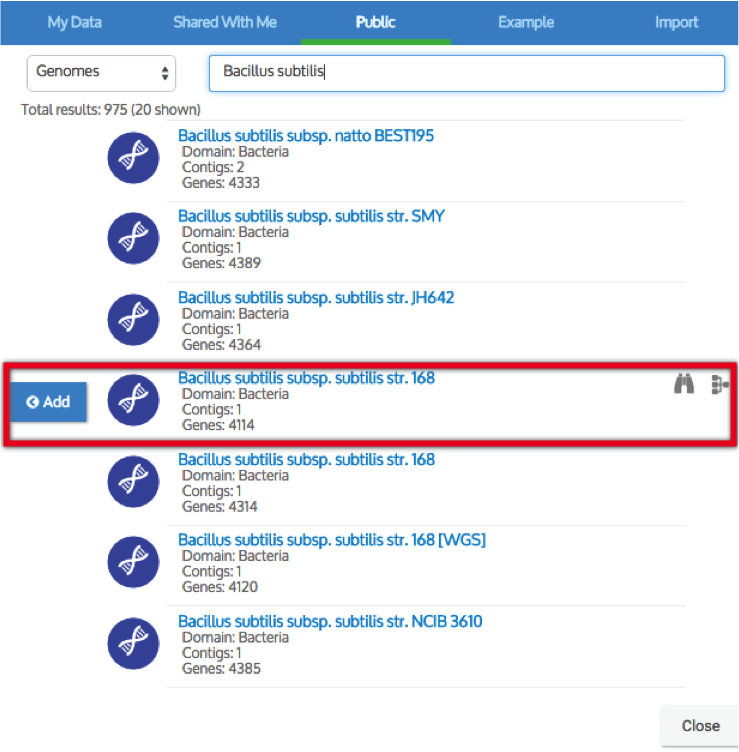 My Data Shared With Me Public Example Import
Genomes Bacillus subtilis
Total results: 975 (20 shown)
Bacillus subtilis subsp. natto BEST195
Domain: Bacteria
Contigs: 2
Genes: 4333
Bacillus subtilis subsp. subtilis str. SMY
Domain: Bacteria
Contigs: 1
Genes: 4389
Bacillus subtilis subsp. subtilis str. JH642
Domain: Bacteria
Contigs: 1
Genes: 4364
Add
Bacillus subtilis subsp. subtilis str. 168
Domain: Bacteria
Contigs: 1
Genes: 4114
Bacillus subtilis subsp. subtilis str. 168
Domain: Bacteria
Contigs: 1
Genes: 4314
Bacillus subtilis subsp. subtilis str. 168 [WGS]
Domain: Bacteria
Contigs: 1
Genes: 4120
Bacillus subtilis subsp. subtilis str. NCIB 3610
Domain: Bacteria
Contigs: 1
Genes: 4385
Close